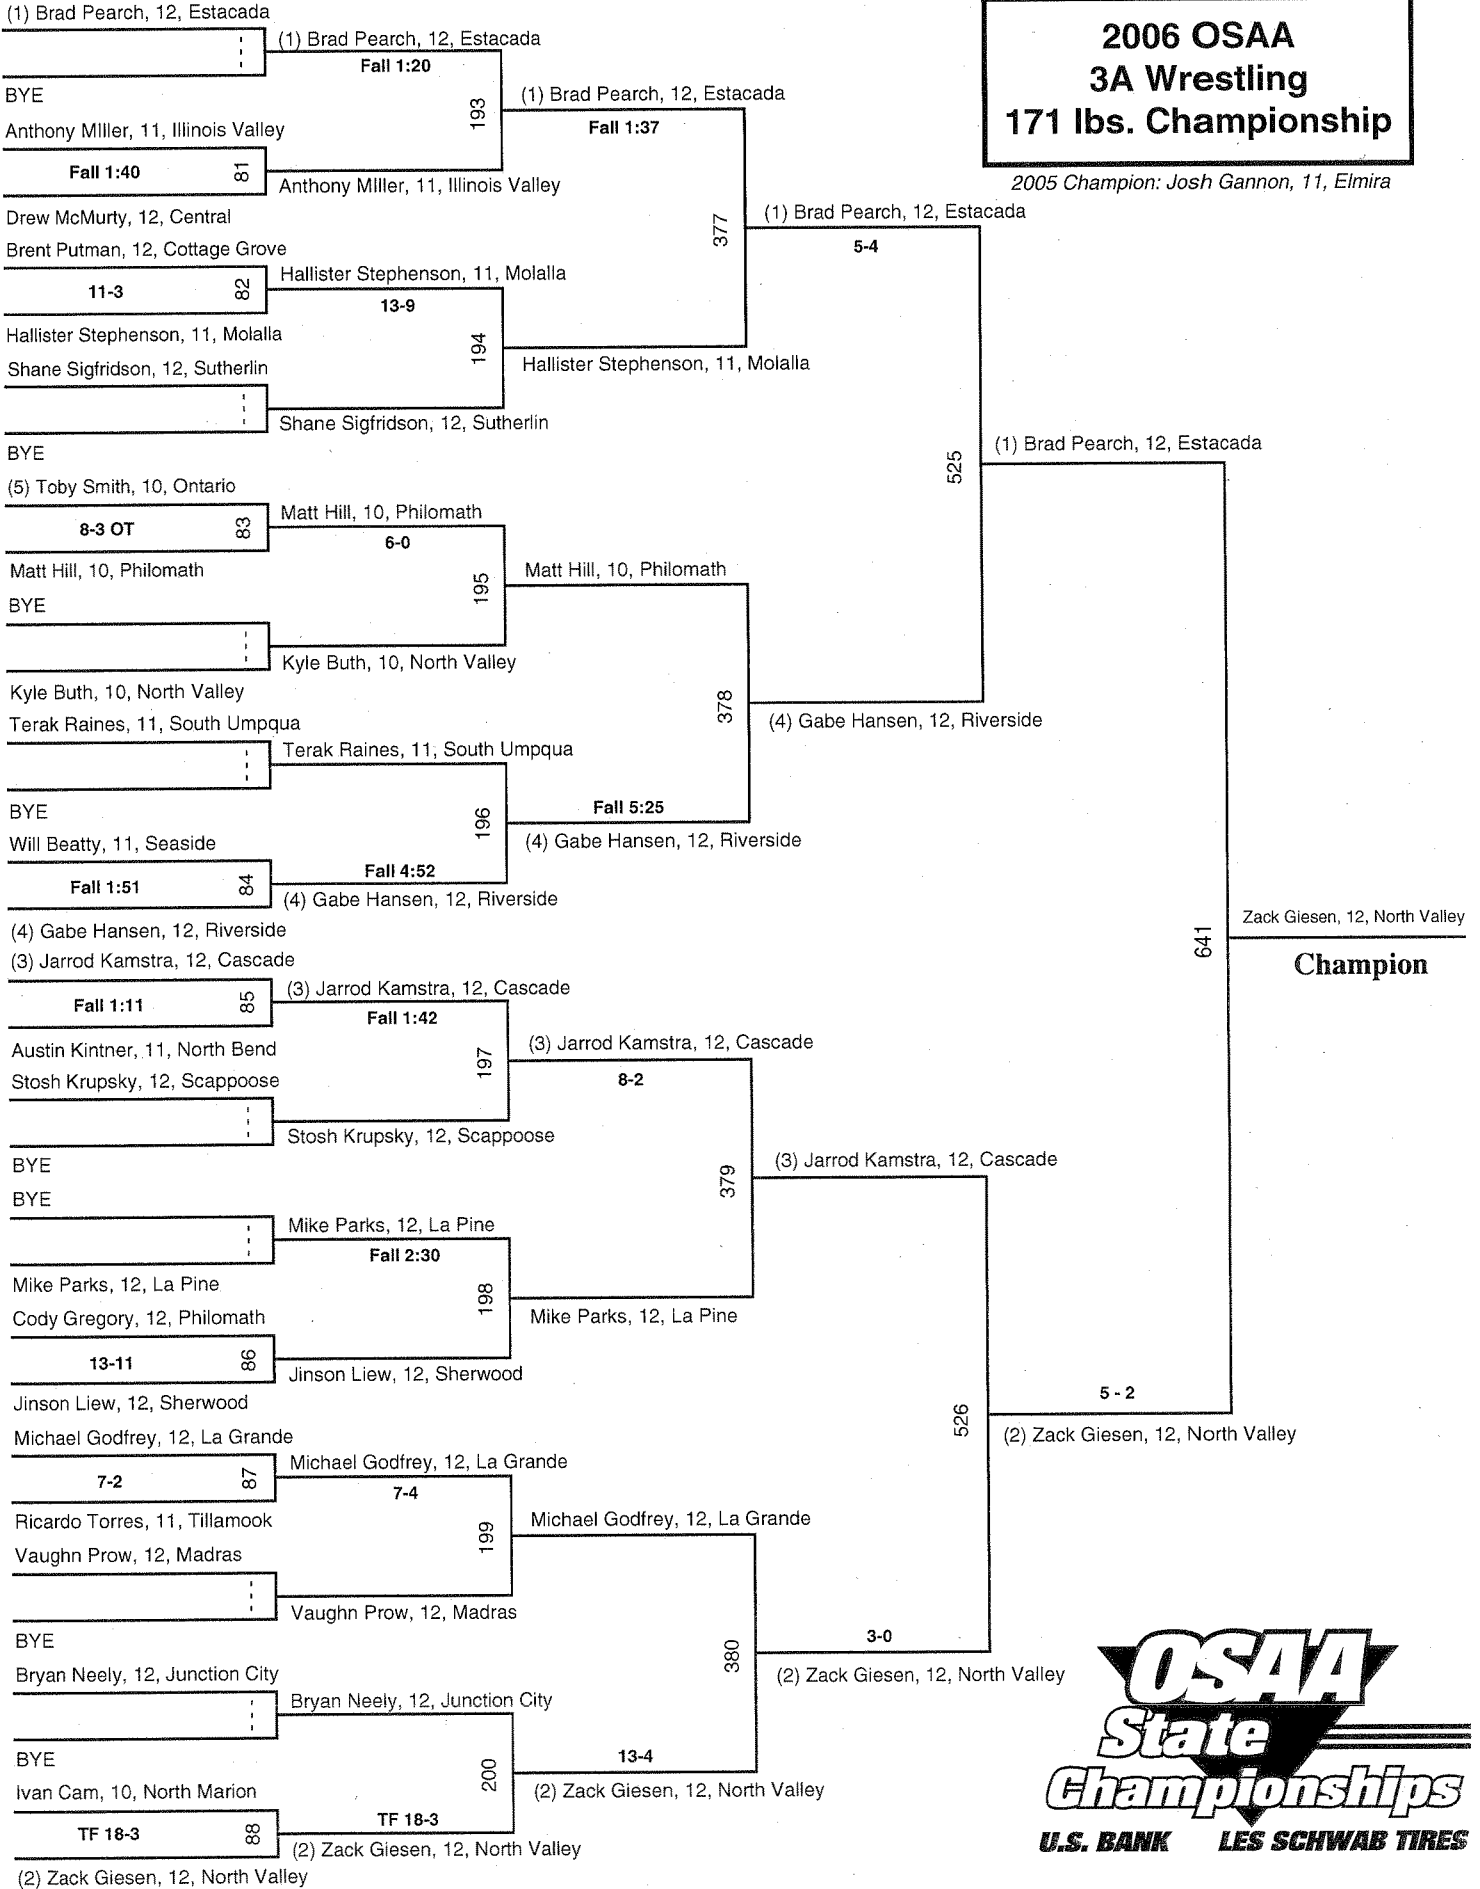 (1) Brad Pearch, 12, Estacada
BYE
Anthony MIller, 11, Illinois Valley
Fall 1:40
81
Drew McMurty, 12, Central
Brent Putman, 12, Cottage Grove
11-3
82
Hallister Stephenson, 11, Molalla
Shane Sigfridson, 12, Sutherlin
BYE
(5) Toby Smith, 10, Ontario
8-3 OT
83
Matt Hill, 10, Philomath
BYE
Kyle Buth, 10, North Valley
Terak Raines, 11, South Umpqua
BYE
Will Beatty, 11, Seaside
Fall 1:51
84
(4) Gabe Hansen, 12, Riverside
(3) Jarrod Kamstra, 12, Cascade
Fall 1:11
85
Austin Kintner, 11, North Bend
Stosh Krupsky, 12, Scappoose
BYE
BYE
Mike Parks, 12, La Pine
Cody Gregory, 12, Philomath
13-11
86
Jinson Liew, 12, Sherwood
Michael Godfrey, 12, La Grande
7-2
87
Ricardo Torres, 11, Tillamook
Vaughn Prow, 12, Madras
BYE
Bryan Neely, 12, Junction City
BYE
Ivan Cam, 10, North Marion
TF 18-3
88
(2) Zack Giesen, 12, North Valley
(1) Brad Pearch, 12, Estacada
Fall 1:20
193
Anthony MIller, 11, Illinois Valley
Hallister Stephenson, 11, Molalla
13-9
194
Shane Sigfridson, 12, Sutherlin
Matt Hill, 10, Philomath
6-0
195
Kyle Buth, 10, North Valley
Terak Raines, 11, South Umpqua
196
Fall 4:52
(4) Gabe Hansen, 12, Riverside
(3) Jarrod Kamstra, 12, Cascade
Fall 1:42
197
Stosh Krupsky, 12, Scappoose
Mike Parks, 12, La Pine
Fall 2:30
198
Jinson Liew, 12, Sherwood
Michael Godfrey, 12, La Grande
7-4
199
Vaughn Prow, 12, Madras
Bryan Neely, 12, Junction City
200
TF 18-3
(2) Zack Giesen, 12, North Valley
(1) Brad Pearch, 12, Estacada
Fall 1:37
377
Hallister Stephenson, 11, Molalla
Matt Hill, 10, Philomath
378
Fall 5:25
(4) Gabe Hansen, 12, Riverside
(3) Jarrod Kamstra, 12, Cascade
8-2
379
Mike Parks, 12, La Pine
Michael Godfrey, 12, La Grande
380
13-4
(2) Zack Giesen, 12, North Valley
(1) Brad Pearch, 12, Estacada
5-4
525
(4) Gabe Hansen, 12, Riverside
(3) Jarrod Kamstra, 12, Cascade
526
3-0
(2) Zack Giesen, 12, North Valley
(1) Brad Pearch, 12, Estacada
641
5 - 2
(2) Zack Giesen, 12, North Valley
Zack Giesen, 12, North Valley
Champion
2006 OSAA
3A Wrestling
171 lbs. Championship
2005 Champion: Josh Gannon, 11, Elmira
OSAA
State
Championships
U.S. BANK LES SCHWAB TIRES